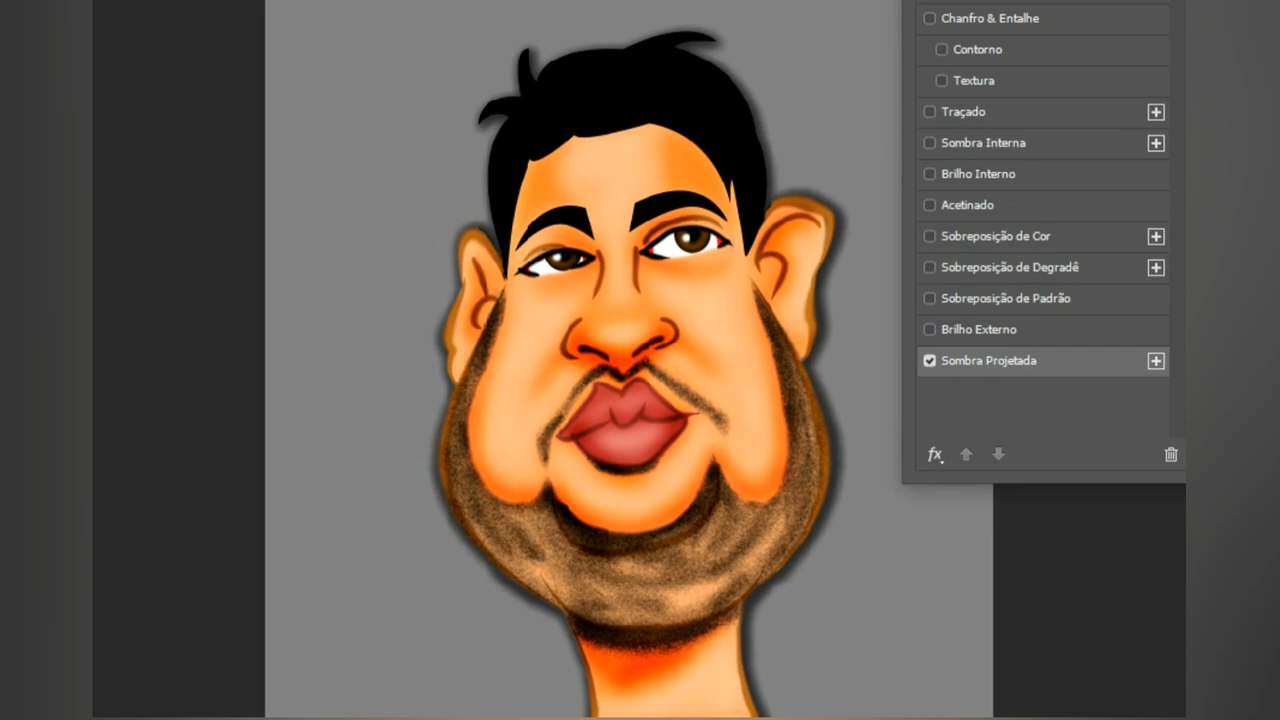 Chanfro & Entalhe
Contorno
Textura
Traçado
Sombra Interna
Brilho Interno
Acetinado
Sobreposição de Cor
Sobreposição de Degradê
Sobreposição de Padrão
Brilho Externo
Sombra Projetada
fx